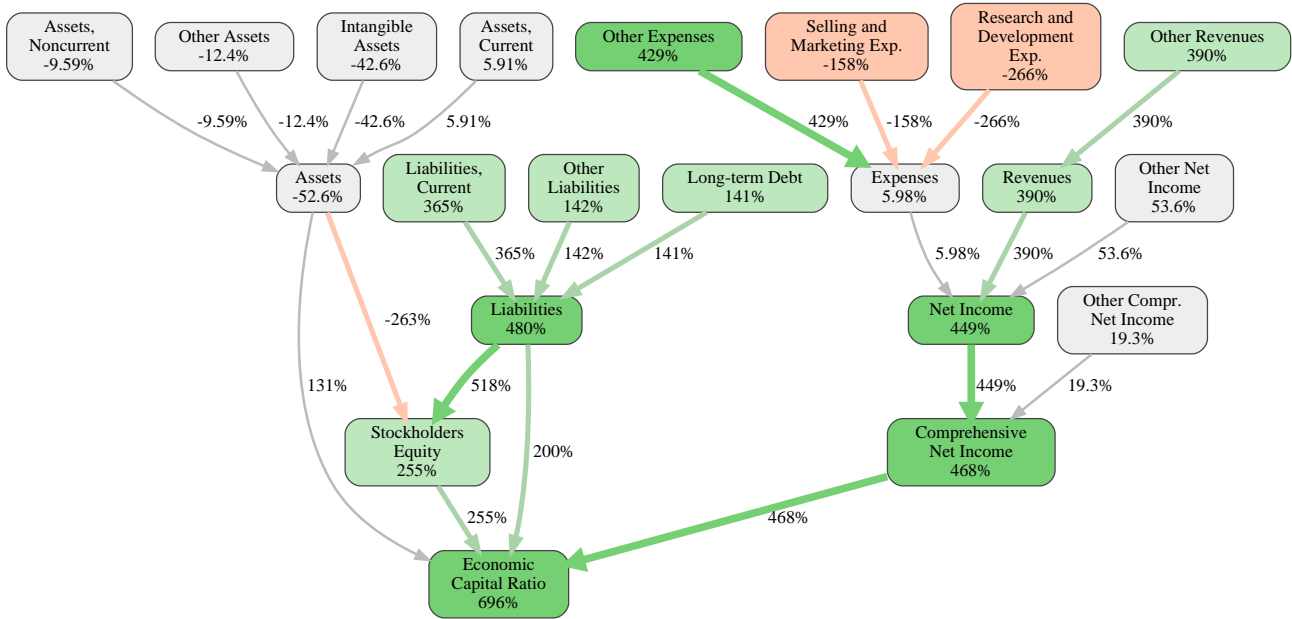 Assets,
Noncurrent
-9.59%
Other Assets
-12.4%
Intangible
Assets
-42.6%
Assets,
Current
5.91%
Other Expenses
429%
Selling and
Marketing Exp.
-158%
Research and
Development
Exp.
-266%
Other Revenues
390%
-9.59%
-12.4%
-42.6%
5.91%
429%
-158%
-266%
390%
Assets
-52.6%
Liabilities,
Current
365%
Other
Liabilities
142%
Long-term Debt
141%
Expenses
5.98%
Revenues
390%
Other Net
Income
53.6%
365%
142%
141%
5.98%
390%
53.6%
-263%
Liabilities
480%
Net Income
449%
Other Compr.
Net Income
19.3%
131%
518%
449%
19.3%
Stockholders
Equity
255%
200%
Comprehensive
Net Income
468%
255%
468%
Economic
Capital Ratio
696%